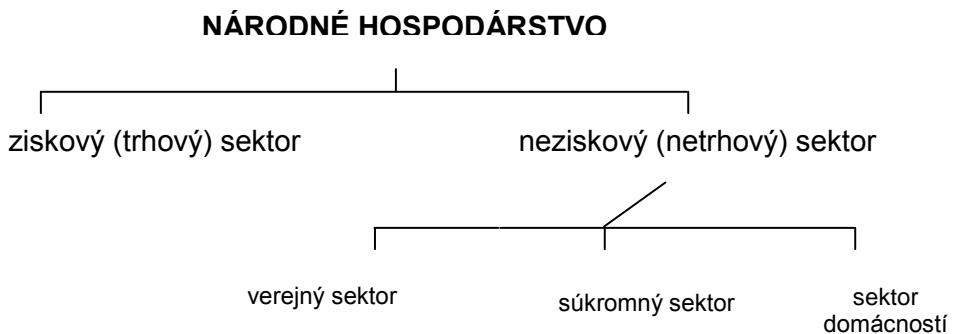 NÁRODNÉ HOSPODÁRSTVO
ziskový (trhový) sektor
neziskový (netrhový) sektor
verejný sektor
súkromný sektor
sektor
domácností